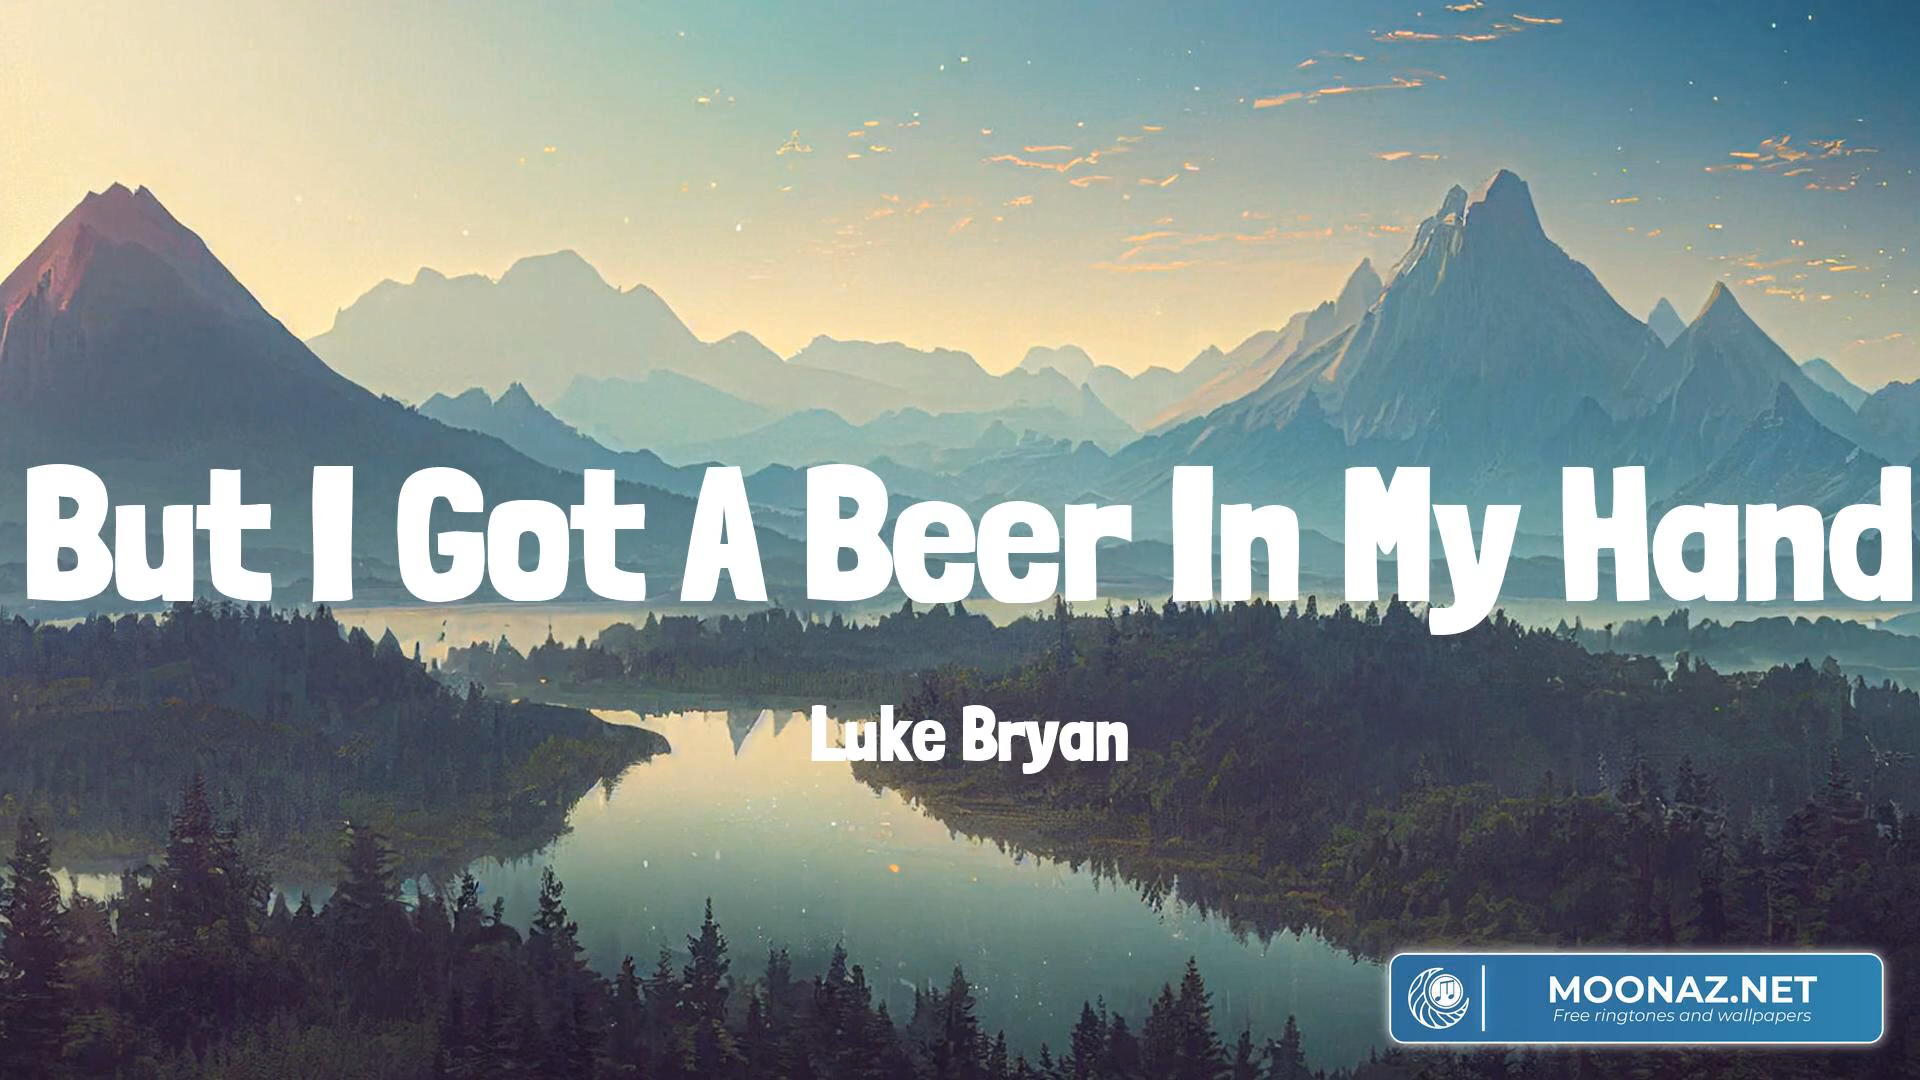 But I Got A Beer In My Hand
Luke Bryan
MOONAZ.NET
Free ringtones and wallpapers